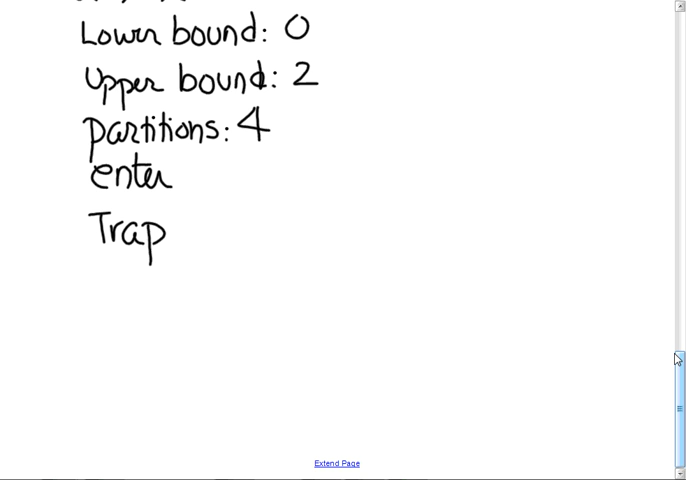 Lower bound: 0
Upper bound: 2
partitions: 4
enter
Trap
Extend Page